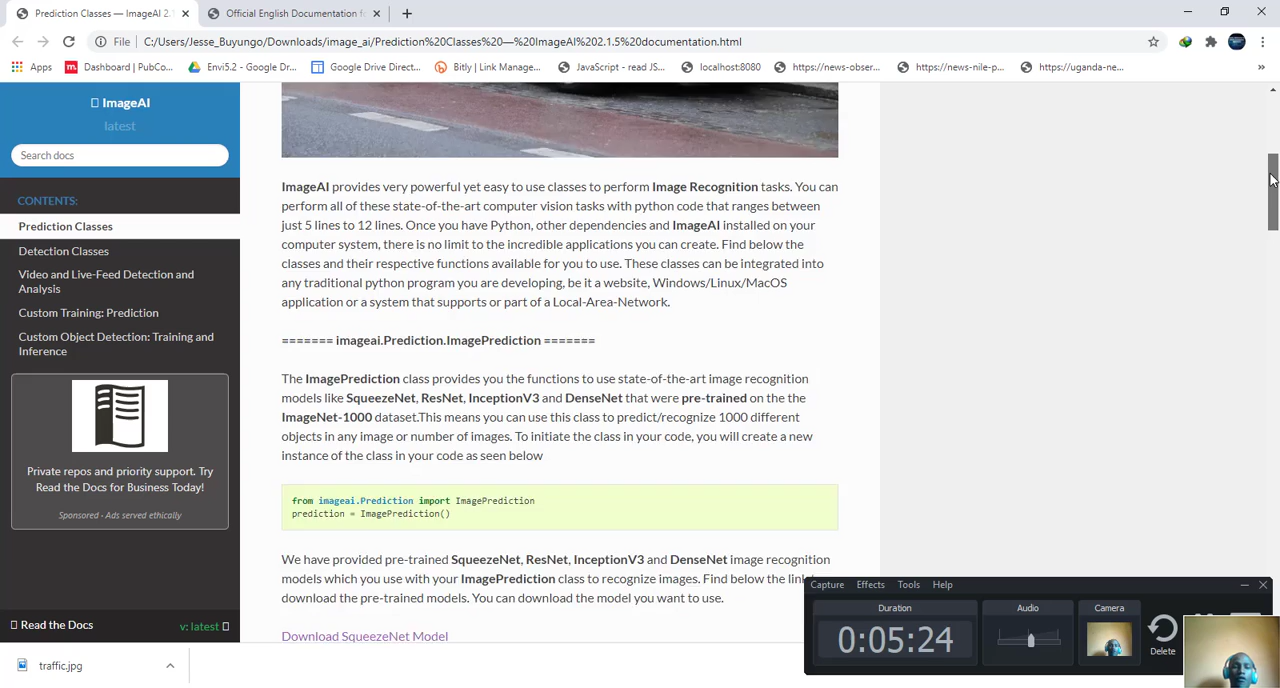 Prediction Classes — ImageAI 2.1
Official English Documentation f
File
C:/Users/Jesse_Buyungo/Downloads/image_ai/Prediction%20Classes%20—%20ImageAI%202.1.5%20documentation.html
Apps
Dashboard | PubCo...
Envi5.2 - Google Dr...
Google Drive Direct...
Bitly | Link Manage...
JavaScript - read JS...
localhost:8080
https://news-obser...
https://news-nile-p...
https://uganda-ne...
»
ImageAI
latest
Search docs
CONTENTS:
Prediction Classes
Detection Classes
Video and Live-Feed Detection and
Analysis
Custom Training: Prediction
Custom Object Detection: Training and
Inference
Private repos and priority support. Try
Read the Docs for Business Today!
Sponsored · Ads served ethically
Read the Docs
v: latest
ImageAI provides very powerful yet easy to use classes to perform Image Recognition tasks. You can
perform all of these state-of-the-art computer vision tasks with python code that ranges between
just 5 lines to 12 lines. Once you have Python, other dependencies and ImageAI installed on your
computer system, there is no limit to the incredible applications you can create. Find below the
classes and their respective functions available for you to use. These classes can be integrated into
any traditional python program you are developing, be it a website, Windows/Linux/MacOS
application or a system that supports or part of a Local-Area-Network.
======= imageai.Prediction.ImagePrediction =======
The ImagePrediction class provides you the functions to use state-of-the-art image recognition
models like SqueezeNet, ResNet, InceptionV3 and DenseNet that were pre-trained on the the
ImageNet-1000 dataset.This means you can use this class to predict/recognize 1000 different
objects in any image or number of images. To initiate the class in your code, you will create a new
instance of the class in your code as seen below
from imageai.Prediction import ImagePrediction
prediction = ImagePrediction()
We have provided pre-trained SqueezeNet, ResNet, InceptionV3 and DenseNet image recognition
models which you use with your ImagePrediction class to recognize images. Find below the link
download the pre-trained models. You can download the model you want to use.
Download SqueezeNet Model
Capture
Effects
Tools
Help
Duration
Audio
Camera
0:05:24
Delete
traffic.jpg